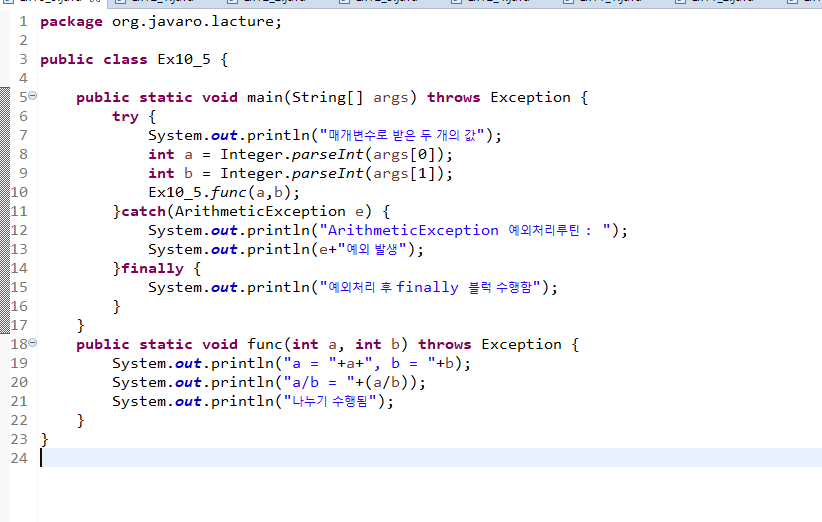 1 package org.javaro.lacture;
2
3 public class Ex10_5 {
4
5 public static void main(String[] args) throws Exception {
6 try {
7 System.out.println("매개변수로 받은 두 개의 값");
8 int a = Integer.parseInt(args[0]);
9 int b = Integer.parseInt(args[1]);
10 Ex10_5.func(a,b);
11 }catch(ArithmeticException e) {
12 System.out.println("ArithmeticException 예외처리루틴 : ");
13 System.out.println(e+"예외 발생");
14 }finally {
15 System.out.println("예외처리 후 finally 블럭 수행함");
16 }
17 }
18 public static void func(int a, int b) throws Exception {
19 System.out.println("a = "+a+", b = "+b);
20 System.out.println("a/b = "+(a/b));
21 System.out.println("나누기 수행됨");
22 }
23 }
24